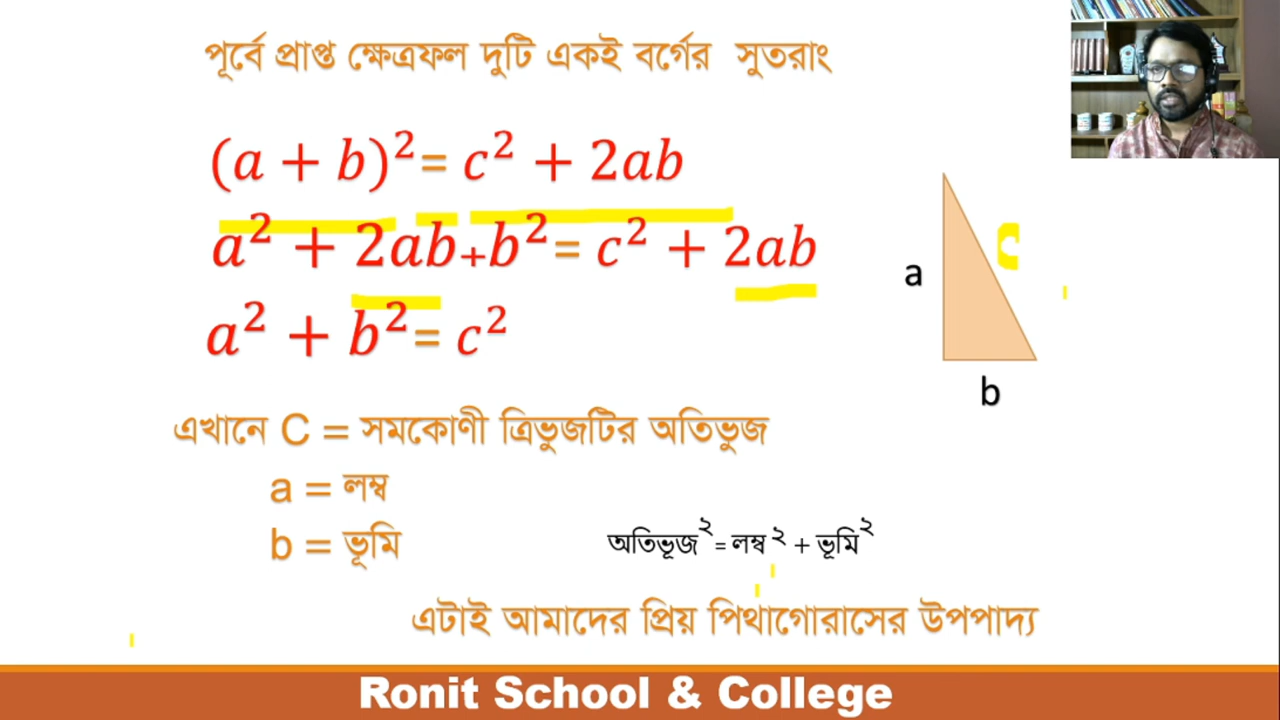 পূর্বে প্রাপ্ত ক্ষেত্রফল দুটি একই বর্গের সুতরাং
(a + b)² = c² + 2ab
a² + 2ab + b² = c² + 2ab
a² + b² = c²
a
c
b
এখানে C = সমকোণী ত্রিভুজটির অতিভুজ
a = লম্ব
b = ভূমি
অতিভূজ² = লম্ব² + ভূমি²
এটাই আমাদের প্রিয় পিথাগোরাসের উপপাদ্য
Ronit School & College